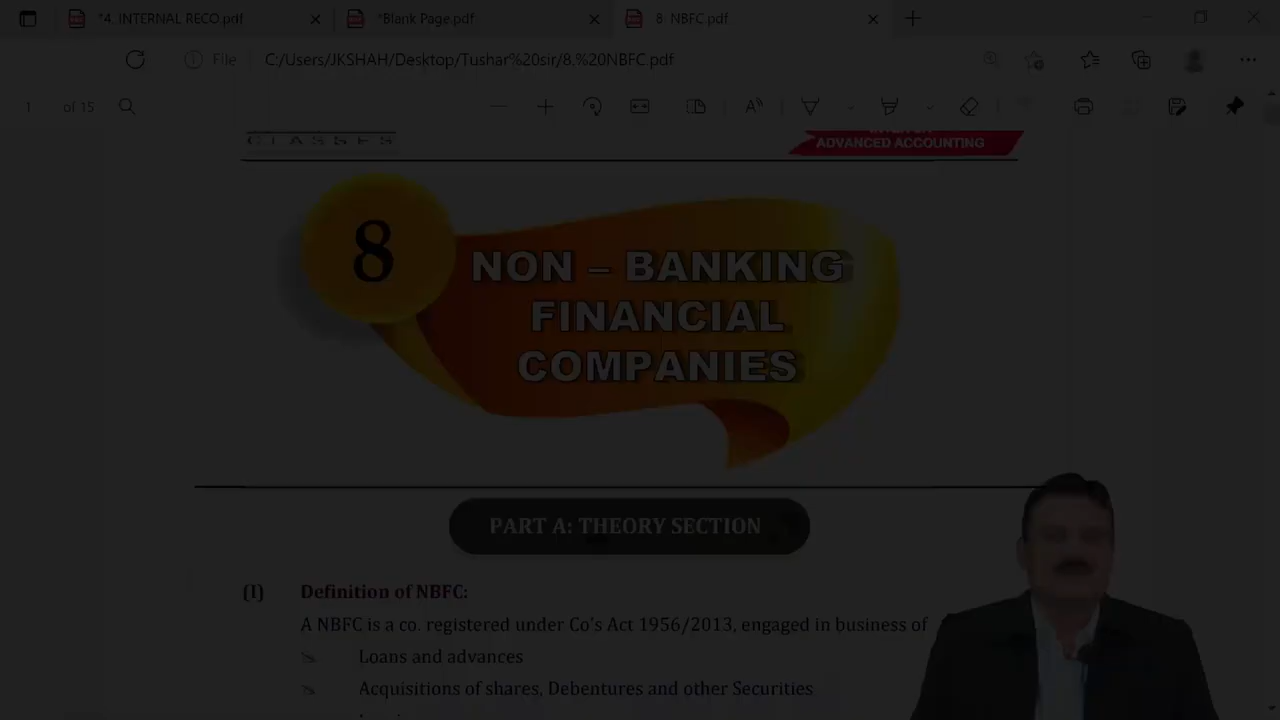 *4. INTERNAL RECO.pdf
*Blank Page.pdf
8. NBFC.pdf
File
C:/Users/JKSHAH/Desktop/Tushar%20sir/8.%20NBFC.pdf
1 of 15
CLASSES
ADVANCED ACCOUNTING
8
NON – BANKING
FINANCIAL
COMPANIES
PART A: THEORY SECTION
(I) Definition of NBFC:
A NBFC is a co. registered under Co's Act 1956/2013, engaged in business of
Loans and advances
Acquisitions of shares, Debentures and other Securities